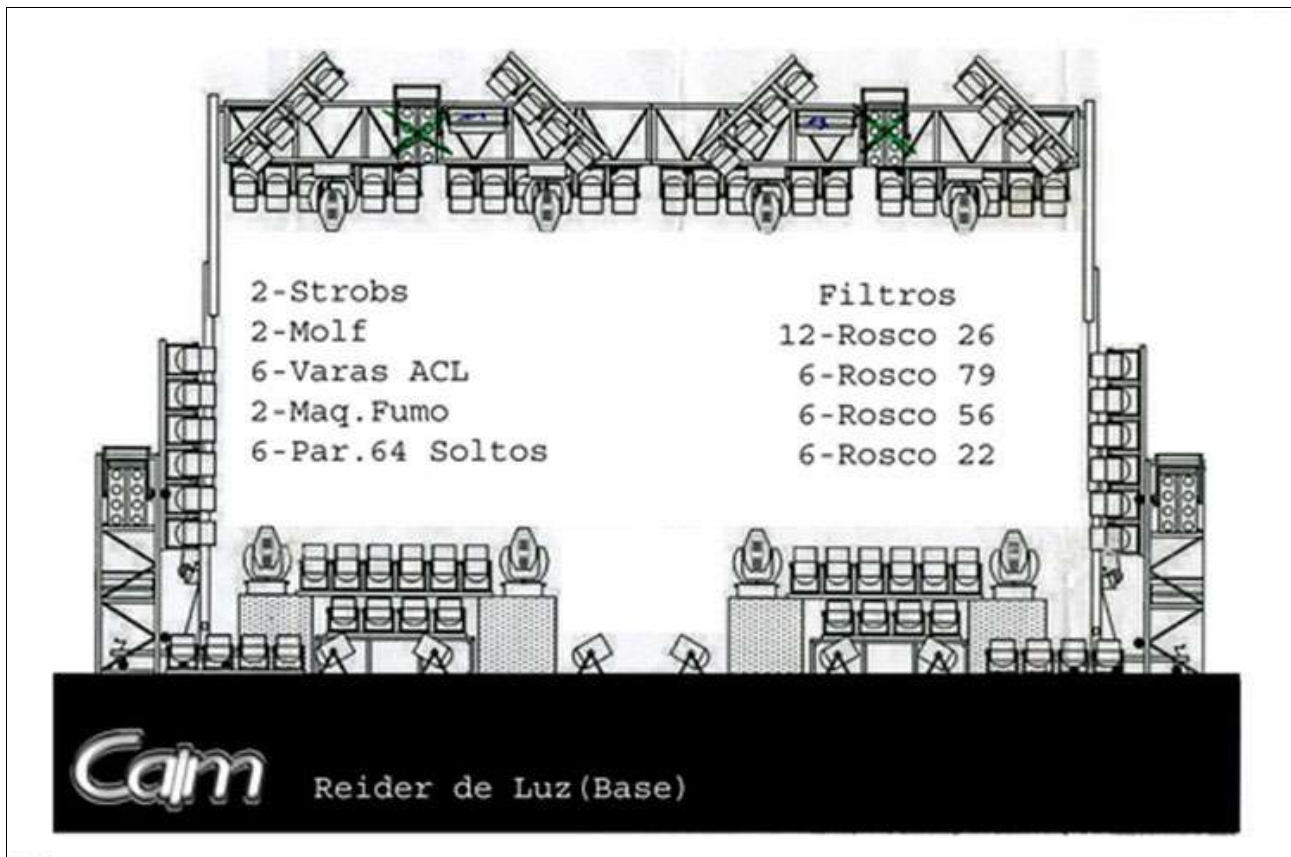 2-Strobs
2-Molf
6-Varas ACL
2-Maq.Fumo
6-Par.64 Soltos
Filtros
12-Rosco 26
6-Rosco 79
6-Rosco 56
6-Rosco 22
Reider de Luz(Base)